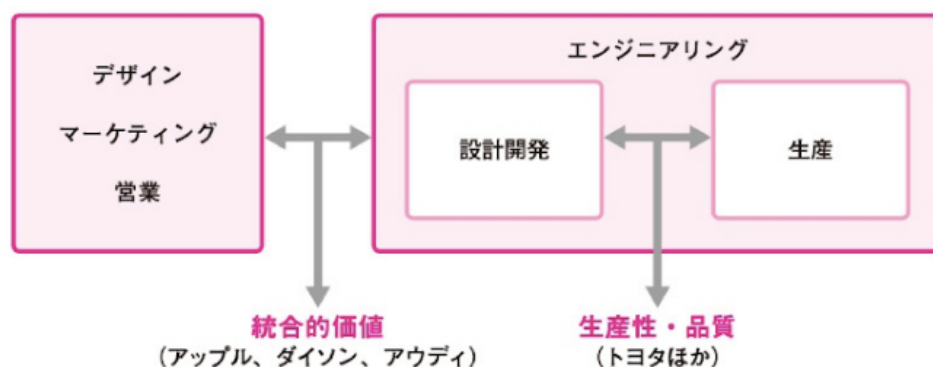 デザイン
マーケティング
営業
エンジニアリング
設計開発
生産
統合的価値
（アップル、ダイソン、アウディ）
生産性・品質
（トヨタほか）